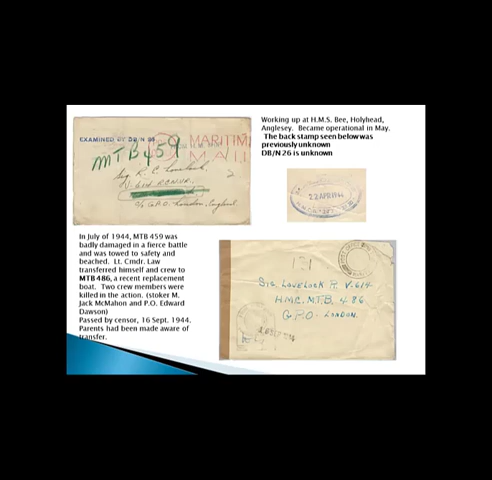 Working up at H.M.S. Bee, Holyhead,
Anglesey.  Became operational in May.
The back stamp seen below was
previously unknown
DB/N 26 is unknown
EXAMINED BY DB/N
MARITIM
MAIL
MTB 459
Sig. R. C. Lovelock
V-614 RCNVR.
c/o G.P.O. London, England
22 APR 1944
In July of 1944, MTB 459 was
badly damaged in a fierce battle
and was towed to safety and
beached.  Lt. Cmdr. Law
transferred himself and crew to
MTB 486, a recent replacement
boat.  Two crew members were
killed in the action. (stoker M.
Jack McMahon and P.O. Edward
Dawson)
Passed by censor, 16 Sept. 1944.
Parents had been made aware of
transfer.
Sig. Lovelock R. V.614.
H.M.C. M.T.B. 486.
G.P.O. LONDON.